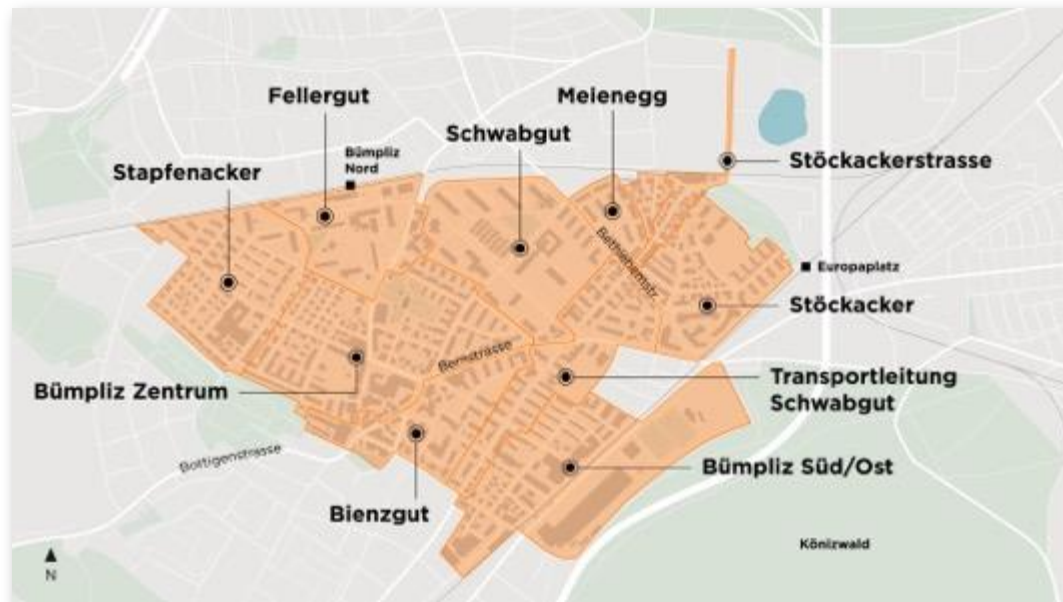 Fellergut
Meienegg
Schwabgut
Bümpliz
Nord
Stapfenacker
Stöckackerstrasse
Bethlehemstr.
Europaplatz
Stöckacker
Bernstrasse
Transportleitung
Schwabgut
Bümpliz Zentrum
Bottigenstrasse
Bümpliz Süd/Ost
Bienzgut
Könizwald
N